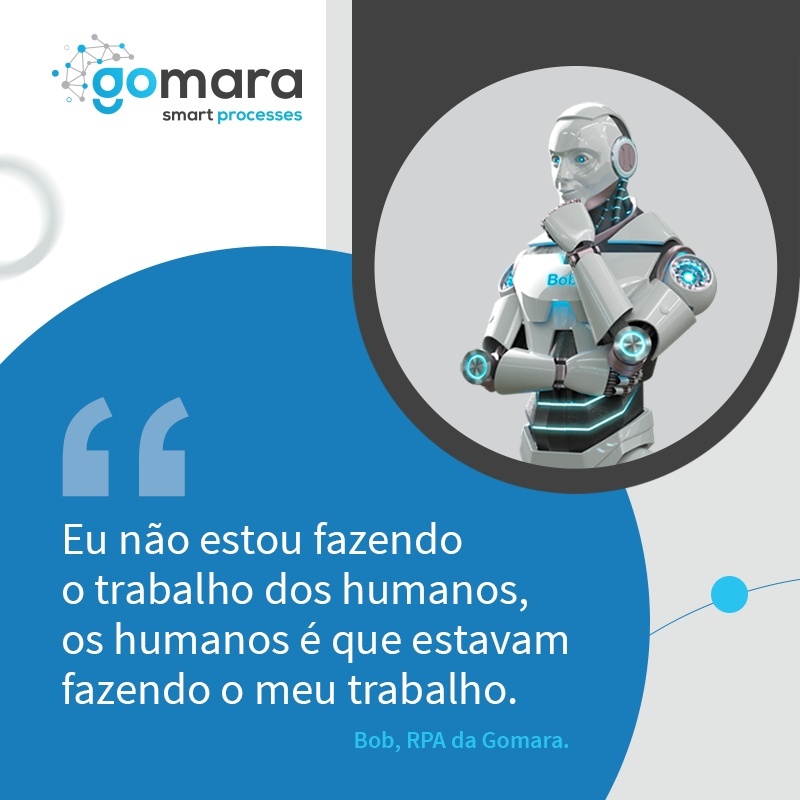 gomara
smart processes
Bob
Eu não estou fazendo
o trabalho dos humanos,
os humanos é que estavam
fazendo o meu trabalho.
Bob, RPA da Gomara.